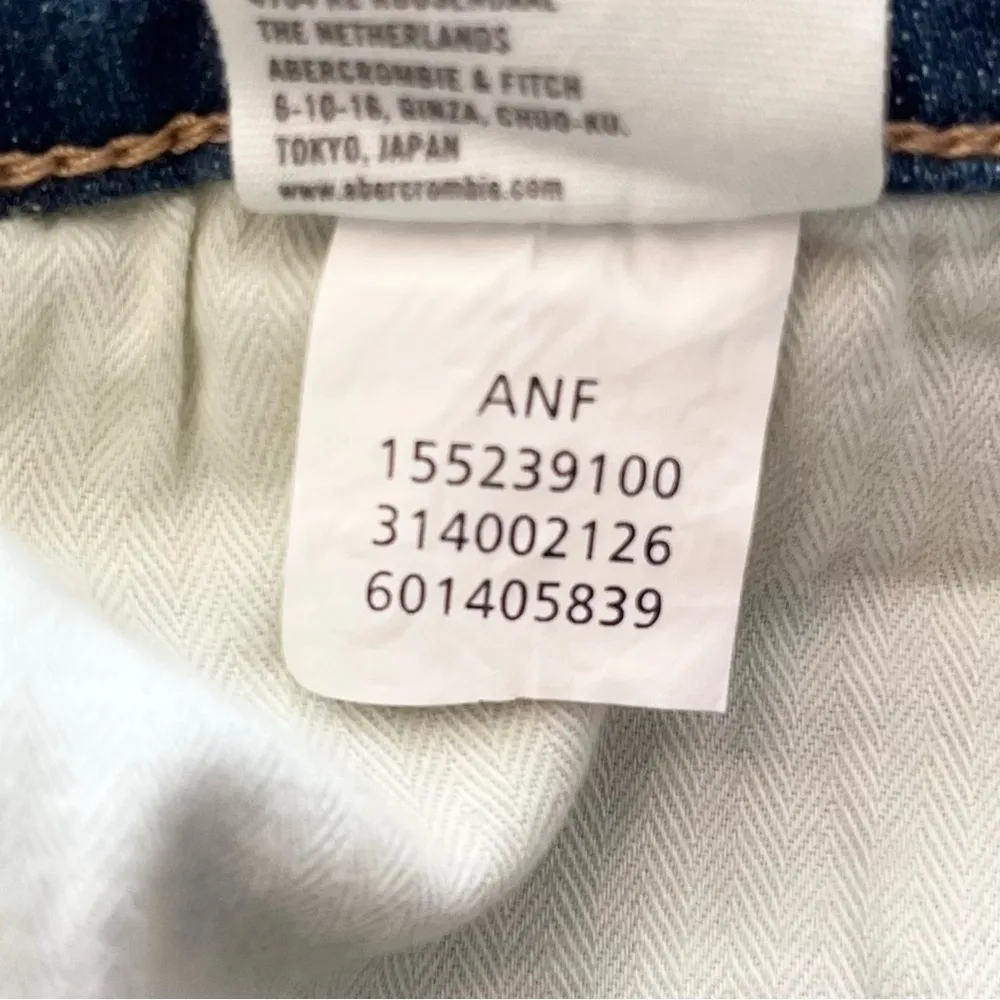 THE NETHERLANDS
ABERCROMBIE & FITCH
6-10-16, GINZA, CHUO-KU,
TOKYO, JAPAN
www.abercrombie.com
ANF
155239100
314002126
601405839